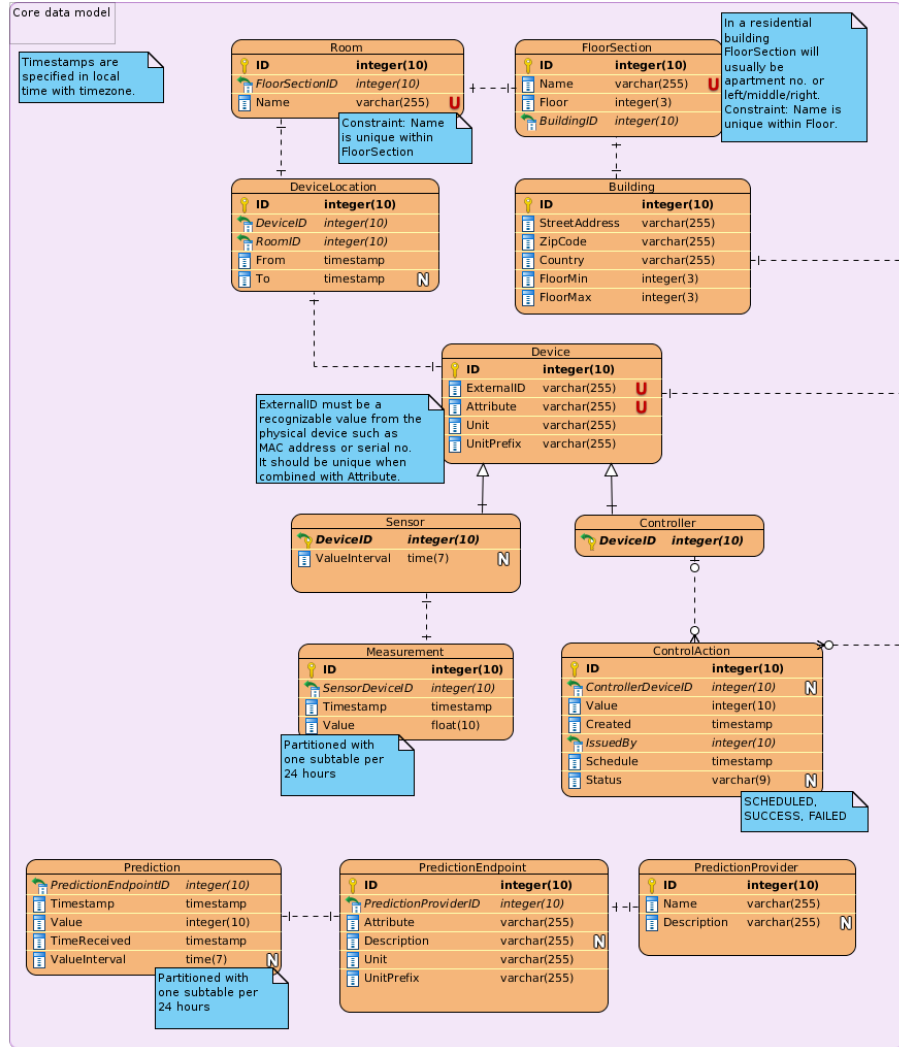 Core data model
Timestamps are
specified in local
time with timezone.
Room
ID integer(10)
FloorSectionID integer(10)
Name varchar(255) U
Constraint: Name
is unique within
FloorSection
FloorSection
ID integer(10)
Name varchar(255) U
Floor integer(3)
BuildingID integer(10)
In a residential
building
FloorSection will
usually be
apartment no. or
left/middle/right.
Constraint: Name is
unique within Floor.
DeviceLocation
ID integer(10)
DeviceID integer(10)
RoomID integer(10)
From timestamp
To timestamp N
Building
ID integer(10)
StreetAddress varchar(255)
ZipCode varchar(255)
Country varchar(255)
FloorMin integer(3)
FloorMax integer(3)
Device
ID integer(10)
ExternalID varchar(255) U
Attribute varchar(255) U
Unit varchar(255)
UnitPrefix varchar(255)
ExternalID must be a
recognizable value from the
physical device such as
MAC address or serial no.
It should be unique when
combined with Attribute.
Sensor
DeviceID integer(10)
ValueInterval time(7) N
Controller
DeviceID integer(10)
Measurement
ID integer(10)
SensorDeviceID integer(10)
Timestamp timestamp
Value float(10)
Partitioned with
one subtable per
24 hours
ControlAction
ID integer(10)
ControllerDeviceID integer(10) N
Value integer(10)
Created timestamp
IssuedBy integer(10)
Schedule timestamp
Status varchar(9) N
SCHEDULED,
SUCCESS, FAILED
Prediction
PredictionEndpointID integer(10)
Timestamp timestamp
Value integer(10)
TimeReceived timestamp
ValueInterval time(7) N
Partitioned with
one subtable per
24 hours
PredictionEndpoint
ID integer(10)
PredictionProviderID integer(10)
Attribute varchar(255)
Description varchar(255) N
Unit varchar(255)
UnitPrefix varchar(255)
PredictionProvider
ID integer(10)
Name varchar(255)
Description varchar(255) N